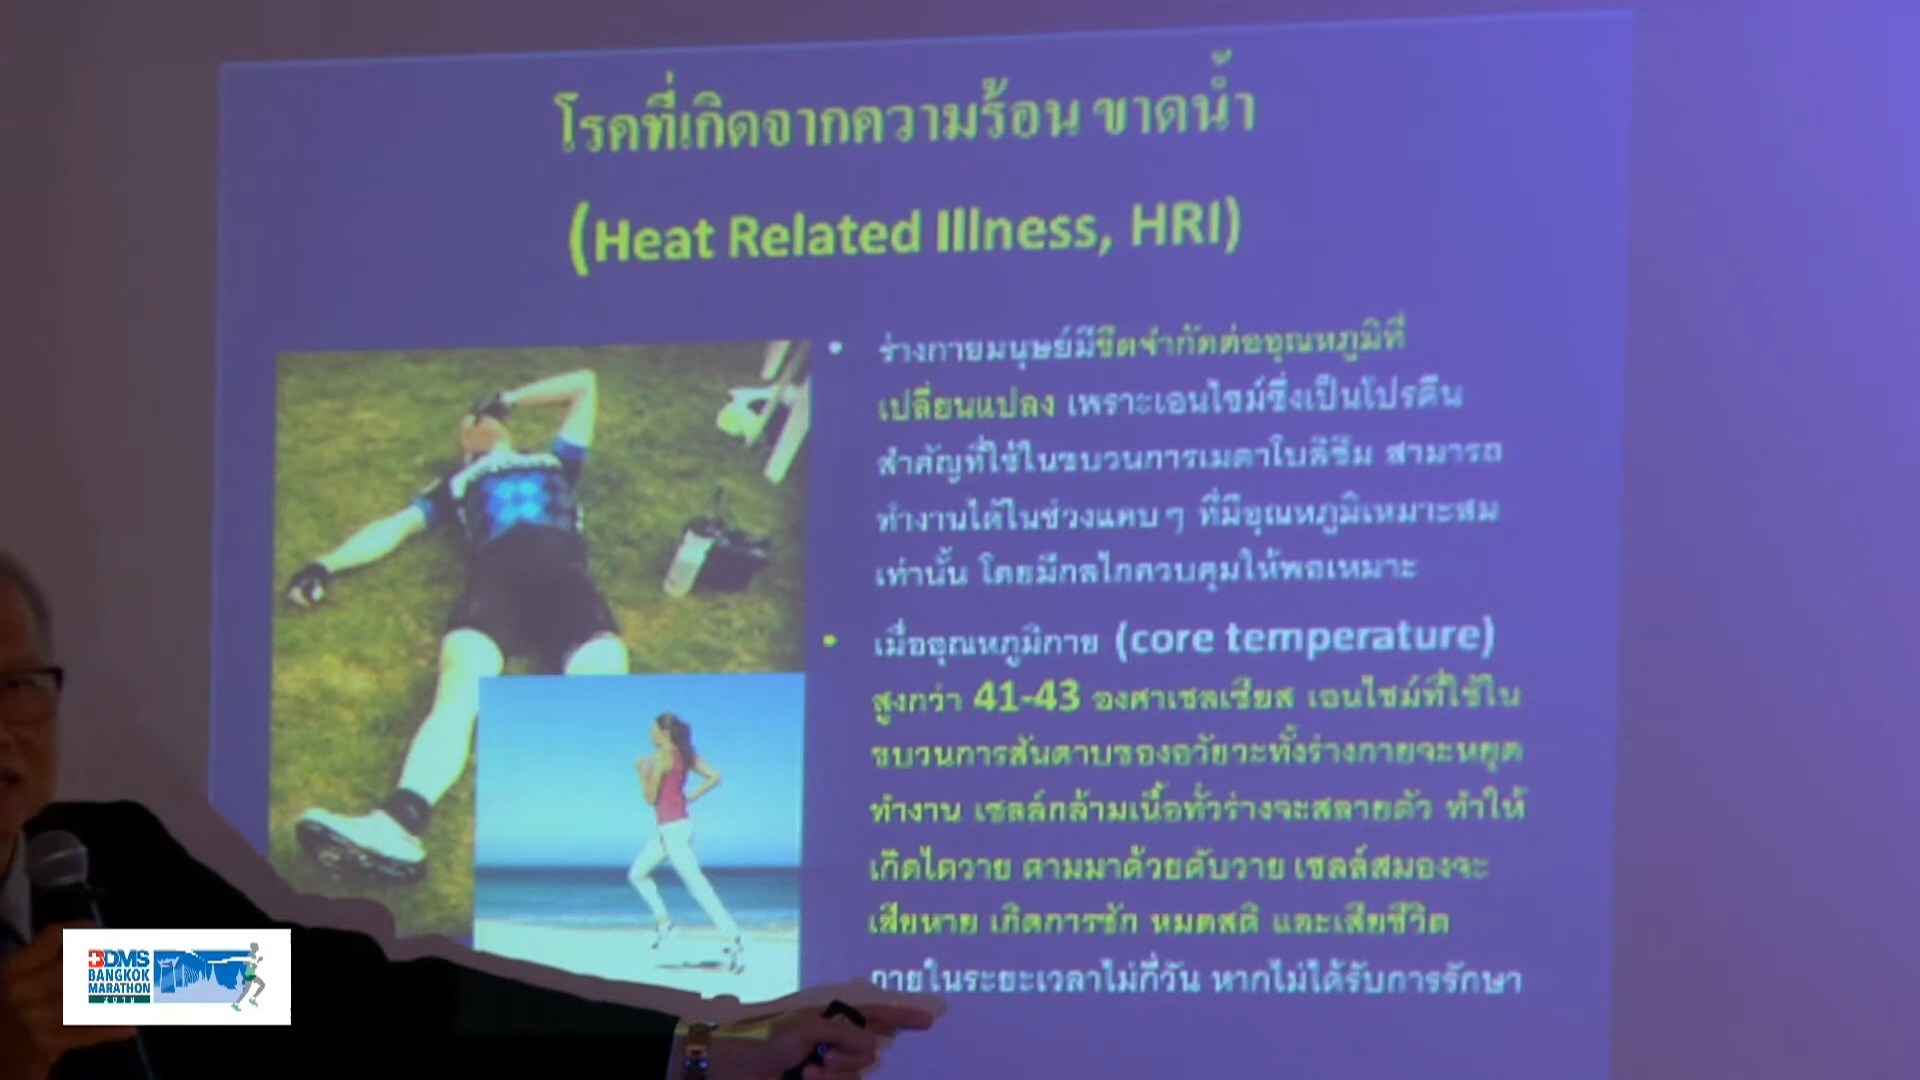 โรคที่เกิดจากความร้อน ขาดน้ำ
(Heat Related Illness, HRI)
• ร่างกายมนุษย์มีขีดจำกัดต่ออุณหภูมิที่
เปลี่ยนแปลง เพราะเอนไซม์ซึ่งเป็นโปรตีน
สำคัญที่ใช้ในขบวนการเมตาโบลิซึม สามารถ
ทำงานได้ในช่วงแคบๆ ที่มีอุณหภูมิเหมาะสม
เท่านั้น โดยมีกลไกควบคุมให้พอเหมาะ
• เมื่ออุณหภูมิกาย (core temperature)
สูงกว่า 41-43 องศาเซลเซียส เอนไซม์ที่ใช้ใน
ขบวนการสันดาบของอวัยวะทั้งร่างกายจะหยุด
ทำงาน เซลล์กล้ามเนื้อทั่วร่างจะสลายตัว ทำให้
เกิดไตวาย ตามมาด้วยตับวาย เซลล์สมองจะ
เสียหาย เกิดการชัก หมดสติ และเสียชีวิต
ภายในระยะเวลาไม่กี่วัน หากไม่ได้รับการรักษา
BDMS
BANGKOK
MARATHON